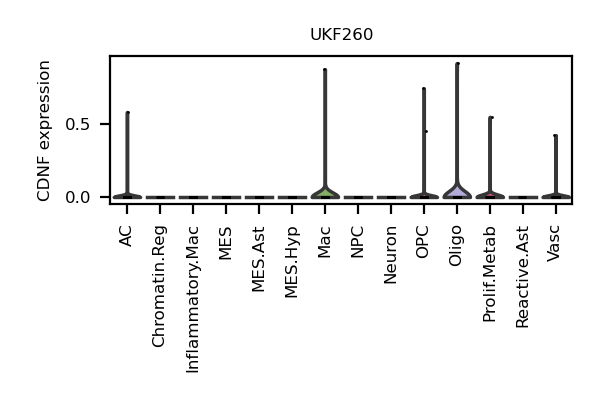 UKF260
CDNF expression
0.5
0.0
AC
Chromatin.Reg
Inflammatory.Mac
MES
MES.Ast
MES.Hyp
Mac
NPC
Neuron
OPC
Oligo
Prolif.Metab
Reactive.Ast
Vasc